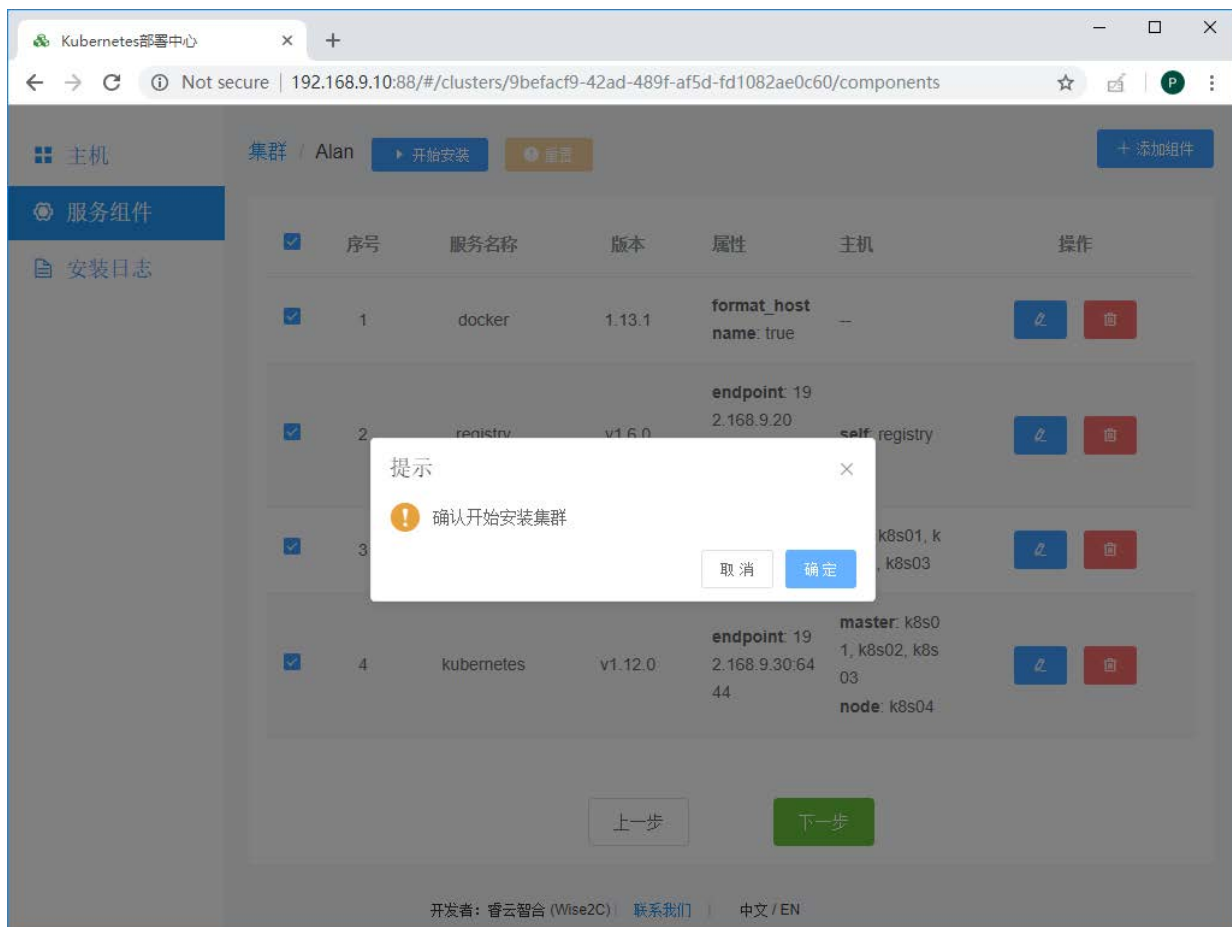 Kubernetes部署中心
Not secure | 192.168.9.10:88/#/clusters/9befacf9-42ad-489f-af5d-fd1082ae0c60/components
P
主机
服务组件
安装日志
集群 / Alan
开始安装
重置
+ 添加组件
序号 服务名称 版本 属性 主机 操作
1 docker 1.13.1 format_host
name: true
--
2 registry v1.6.0 endpoint: 19
2.168.9.20
self: registry
提示
确认开始安装集群
取消
确定
3
k8s01, k
, k8s03
4 kubernetes v1.12.0 endpoint: 19
2.168.9.30:64
44
master: k8s0
1, k8s02, k8s
03
node: k8s04
上一步
下一步
开发者：睿云智合 (Wise2C) | 联系我们 | 中文 / EN